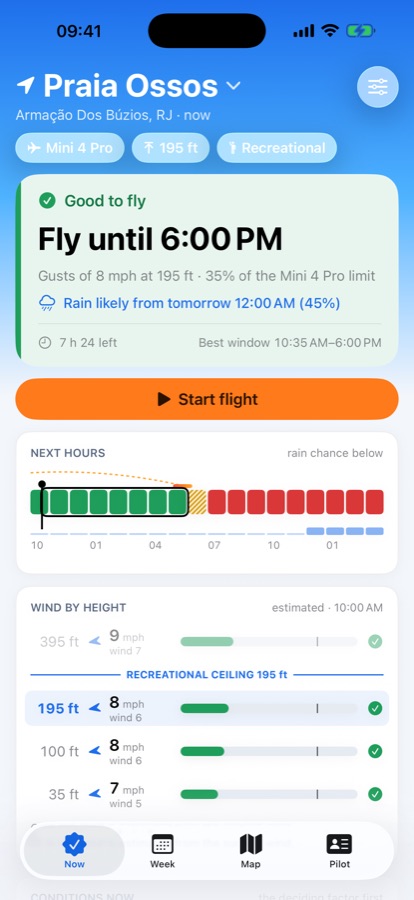 09:41
Praia Ossos
Armação Dos Búzios, RJ · now
Mini 4 Pro
195 ft
Recreational
Good to fly
Fly until 6:00 PM
Gusts of 8 mph at 195 ft · 35% of the Mini 4 Pro limit
Rain likely from tomorrow 12:00 AM (45%)
7 h 24 left
Best window 10:35 AM–6:00 PM
Start flight
NEXT HOURS
rain chance below
10 01 04 07 10 01
WIND BY HEIGHT
estimated · 10:00 AM
395 ft 9 mph
wind 7
RECREATIONAL CEILING 195 ft
195 ft 8 mph
wind 6
100 ft 8 mph
wind 6
35 ft 7 mph
wind 5
Now Week Map Pilot
CONDITIONS NOW
the deciding factor first